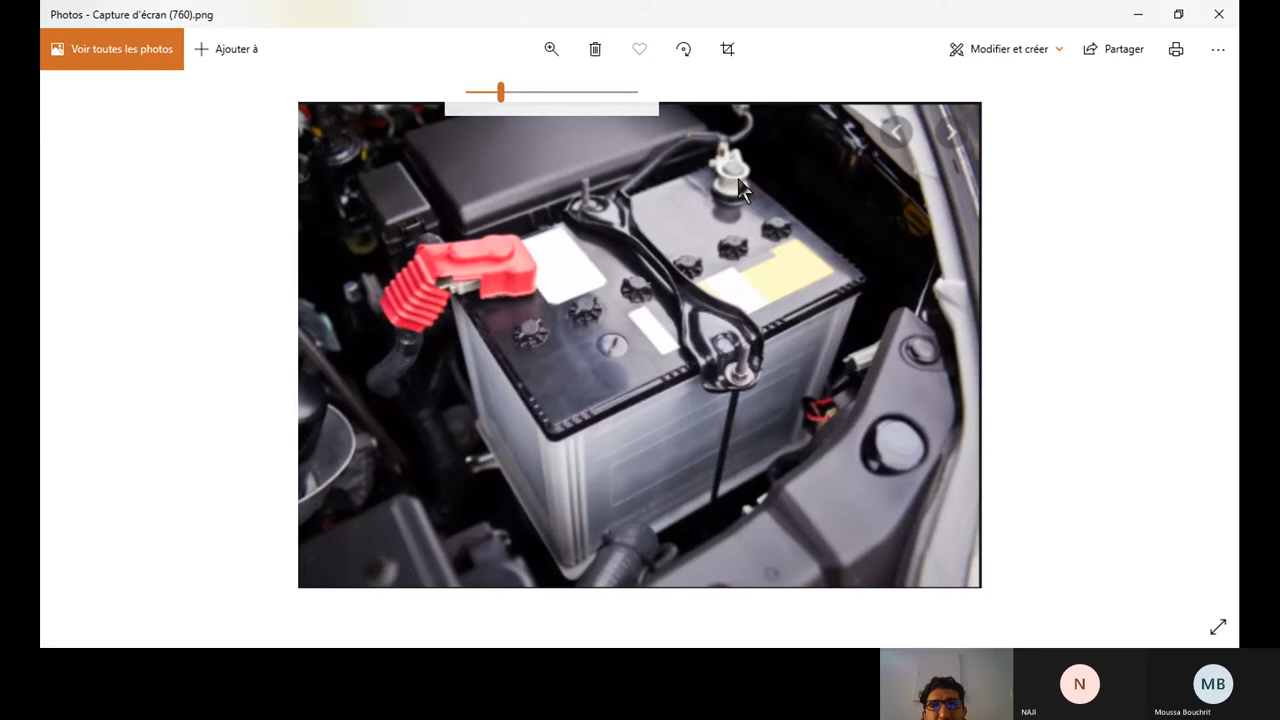 Photos - Capture d'écran (760).png
Voir toutes les photos
Ajouter à
Modifier et créer
Partager
N
MB
NAJI
Moussa Bouchrit